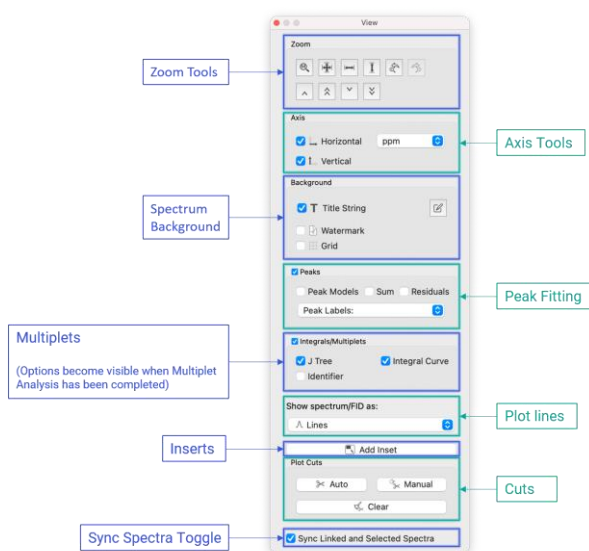 View
Zoom
Zoom Tools
Axis
Horizontal ppm
Vertical
Axis Tools
Background
T Title String
Watermark
Grid
Spectrum
Background
Peaks
Peak Models Sum Residuals
Peak Labels:
Peak Fitting
Integrals/Multiplets
J Tree Integral Curve
Identifier
Multiplets
(Options become visible when Multiplet
Analysis has been completed)
Show spectrum/FID as:
Lines
Plot lines
Inserts
Add Inset
Plot Cuts
Auto Manual
Clear
Cuts
Sync Spectra Toggle
Sync Linked and Selected Spectra